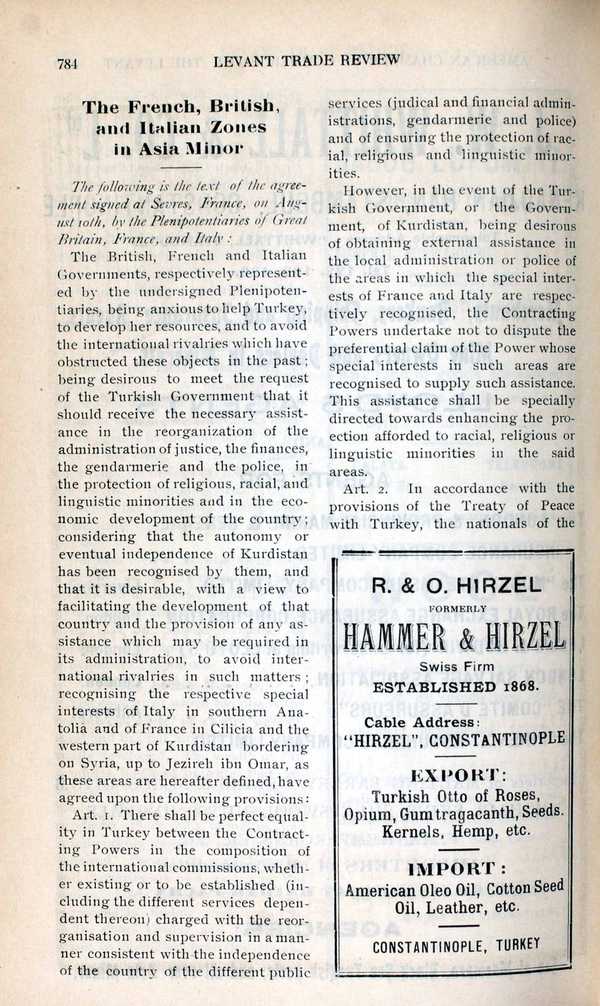 784
LEVANT TRADE REVIEW
The French, British,
and Italian Zones
in Asia Minor
The following is the text of the agree-
ment signed at Sevres, France, on Aug-
ust 10th, by the Plenipotentiaries of Great
Britain, France, and Italy :
The British, French and Italian
Governments, respectively represent-
ed by the undersigned Plenipoten-
tiaries, being anxious to help Turkey,
to develop her resources, and to avoid
the international rivalries which have
obstructed these objects in the past ;
being desirous to meet the request
of the Turkish Government that it
should receive the necessary assist-
ance in the reorganization of the
administration of justice, the finances,
the gendarmerie and the police, in
the protection of religious, racial, and
linguistic minorities and in the eco-
nomic development of the country ;
considering that the autonomy or
eventual independence of Kurdistan
has been recognised by them, and
that it is desirable, with a view to
facilitating the development of that
country and the provision of any as-
sistance which may be required in
its administration, to avoid inter-
national rivalries in such matters ;
recognising the respective special
interests of Italy in southern Ana-
tolia and of France in Cilicia and the
western part of Kurdistan bordering
on Syria, up to Jezireh ibn Omar, as
these areas are hereafter defined, have
agreed upon the following provisions :
Art. 1. There shall be perfect equal-
ity in Turkey between the Contract-
ing Powers in the composition of
the international commissions, wheth-
er existing or to be established (in-
cluding the different services depen-
dent thereon) charged with the reor-
ganisation and supervision in a man-
ner consistent with the independence
of the country of the different public
services (judical and financial admin-
istrations, gendarmerie and police)
and of ensuring the protection of rac-
ial, religious and linguistic minor-
ities.
However, in the event of the Tur-
kish Government, or the Govern-
ment, of Kurdistan, being desirous
of obtaining external assistance in
the local administration or police of
the areas in which the special inter-
ests of France and Italy are respec-
tively recognised, the Contracting
Powers undertake not to dispute the
preferential claim of the Power whose
special interests in such areas are
recognised to supply such assistance.
This assistance shall be specially
directed towards enhancing the pro-
ection afforded to racial, religious or
linguistic minorities in the said
areas.
Art. 2. In accordance with the
provisions of the Treaty of Peace
with Turkey, the nationals of the
R. & O. HIRZEL
FORMERLY
HAMMER & HIRZEL
Swiss Firm
ESTABLISHED 1868.
Cable Address:
"HIRZEL", CONSTANTINOPLE
EXPORT:
Turkish Otto of Roses,
Opium, Gum tragacanth, Seeds.
Kernels, Hemp, etc.
IMPORT :
American Oleo Oil, Cotton Seed
Oil, Leather, etc.
CONSTANTINOPLE, TURKEY